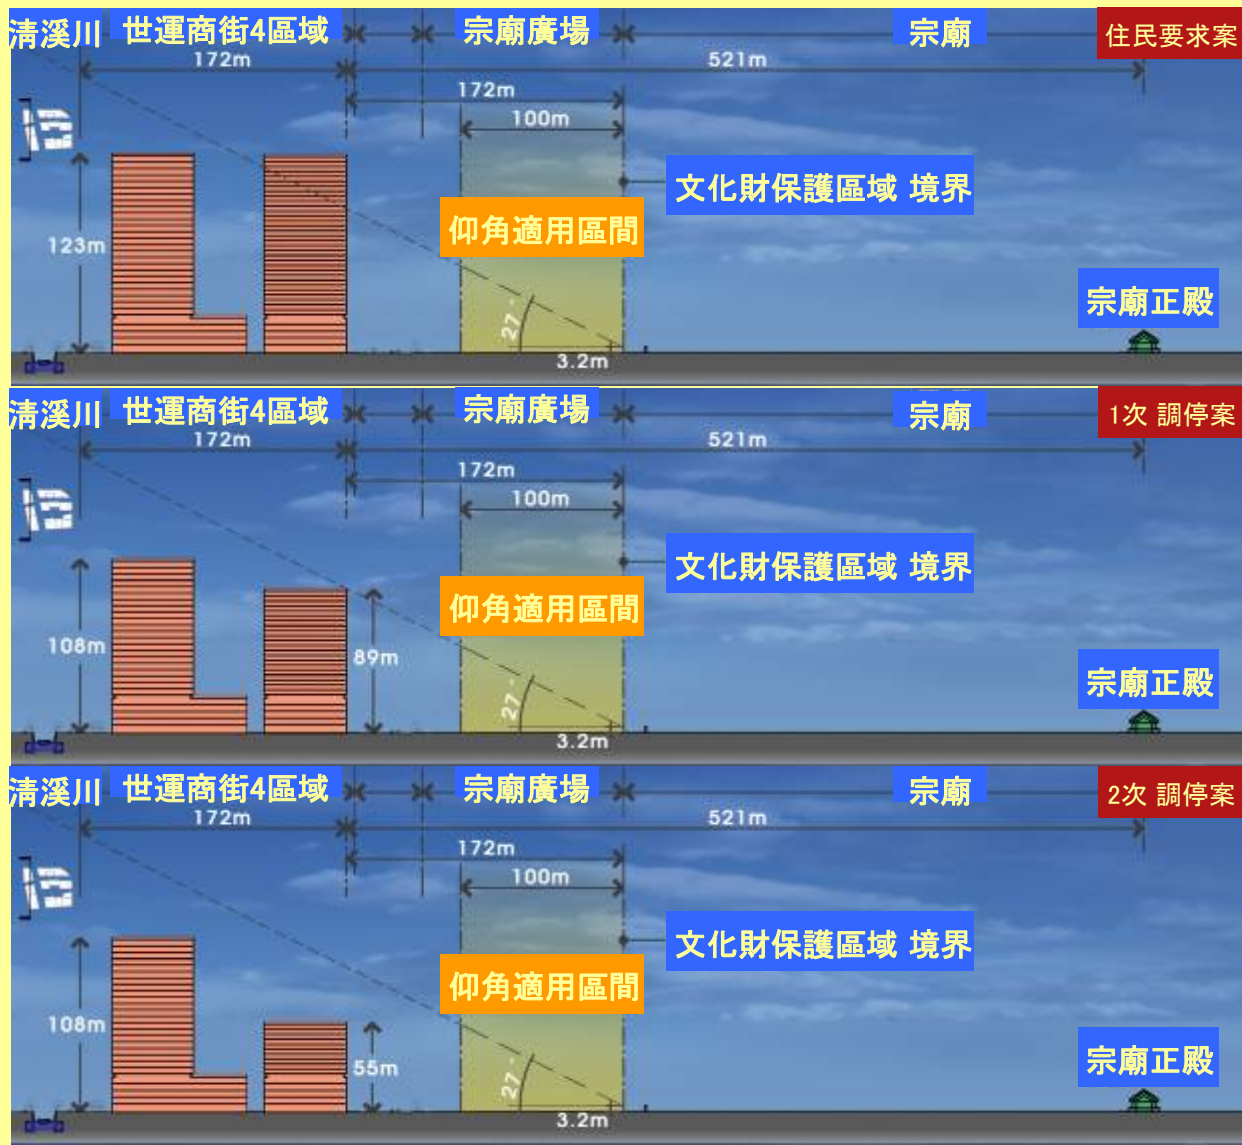 淸溪川 世運商街4區域 宗廟廣場 宗廟 住民要求案
172m 521m
172m
100m
文化財保護區域 境界
仰角適用區間
123m
宗廟正殿
27
3.2m
淸溪川 世運商街4區域 宗廟廣場 宗廟 1次 調停案
172m 521m
172m
100m
文化財保護區域 境界
仰角適用區間
108m 89m
宗廟正殿
27
3.2m
淸溪川 世運商街4區域 宗廟廣場 宗廟 2次 調停案
172m 521m
172m
100m
文化財保護區域 境界
仰角適用區間
108m 55m
宗廟正殿
27
3.2m